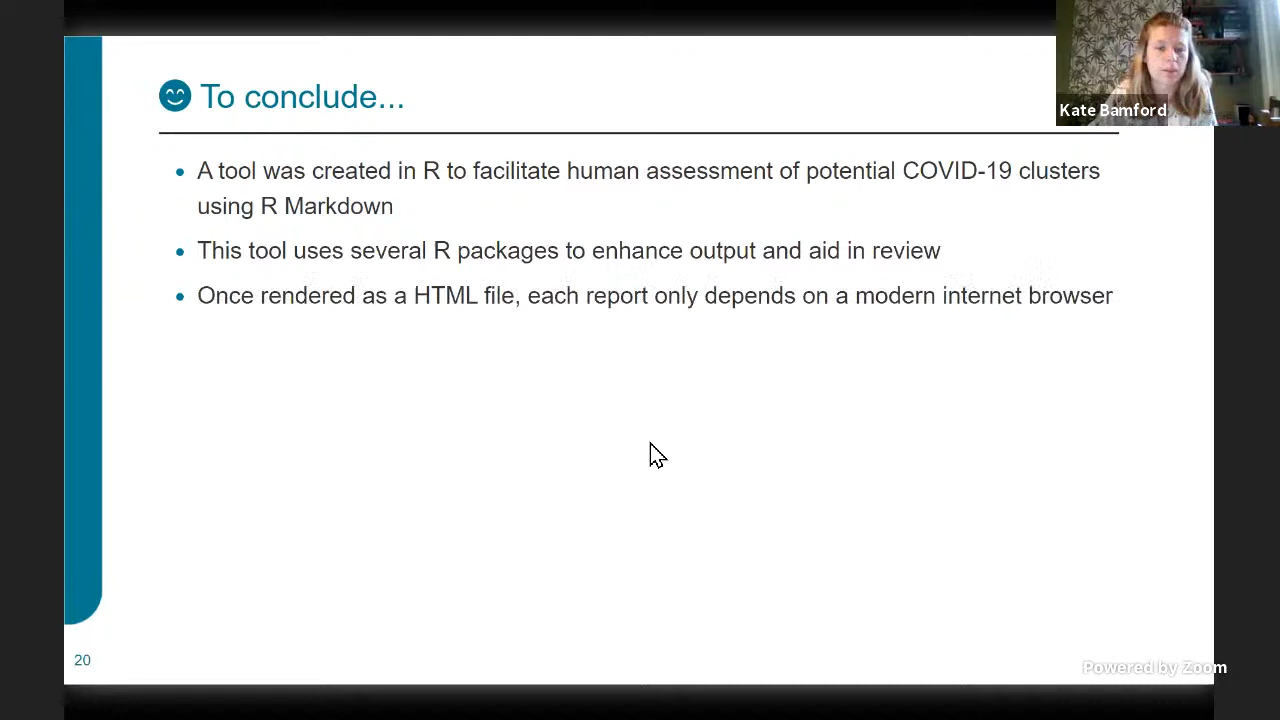 To conclude...
Kate Bamford
A tool was created in R to facilitate human assessment of potential COVID-19 clusters
using R Markdown
This tool uses several R packages to enhance output and aid in review
Once rendered as a HTML file, each report only depends on a modern internet browser
20
Powered by Zoom